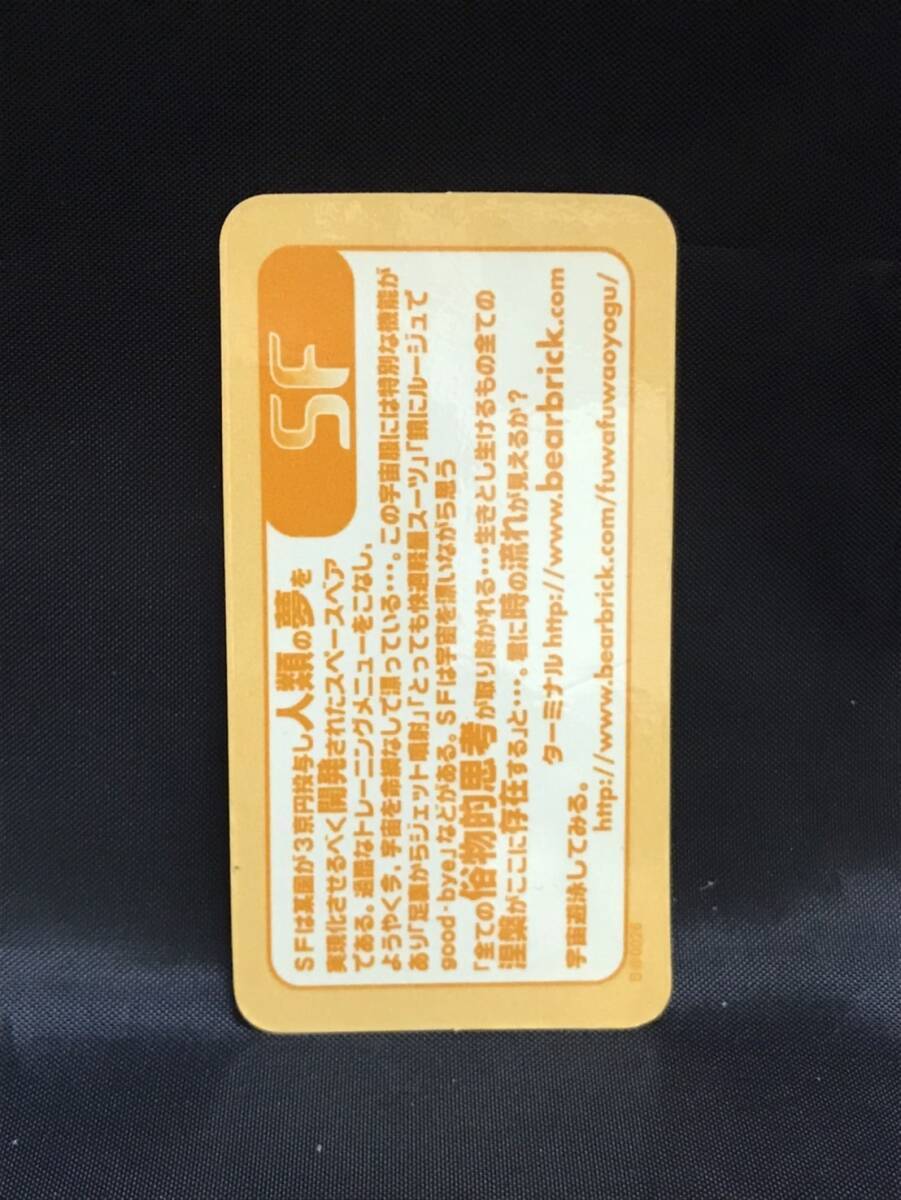 SF
SFは某国が3京円投与し人類の夢を
実現化させるべく開発されたスペースベア
である。過酷なトレーニングメニューをこなし、
ようやく今、宇宙を命綱なしで漂っている…。この宇宙服には特別な機能が
あり「足裏からジェット噴射」「とっても快適軽量スーツ」「鏡にルージュで
good-bye」などがある。SFは宇宙を漂いながら思う
「全ての俗物的思考が取り除かれる…生きとし生けるもの全ての
涅槃がここに存在する」と…。君に時の流れが見えるか？
ターミナル http://www.bearbrick.com
宇宙遊泳してみる。
http://www.bearbrick.com/fuwafuwaoyogu/